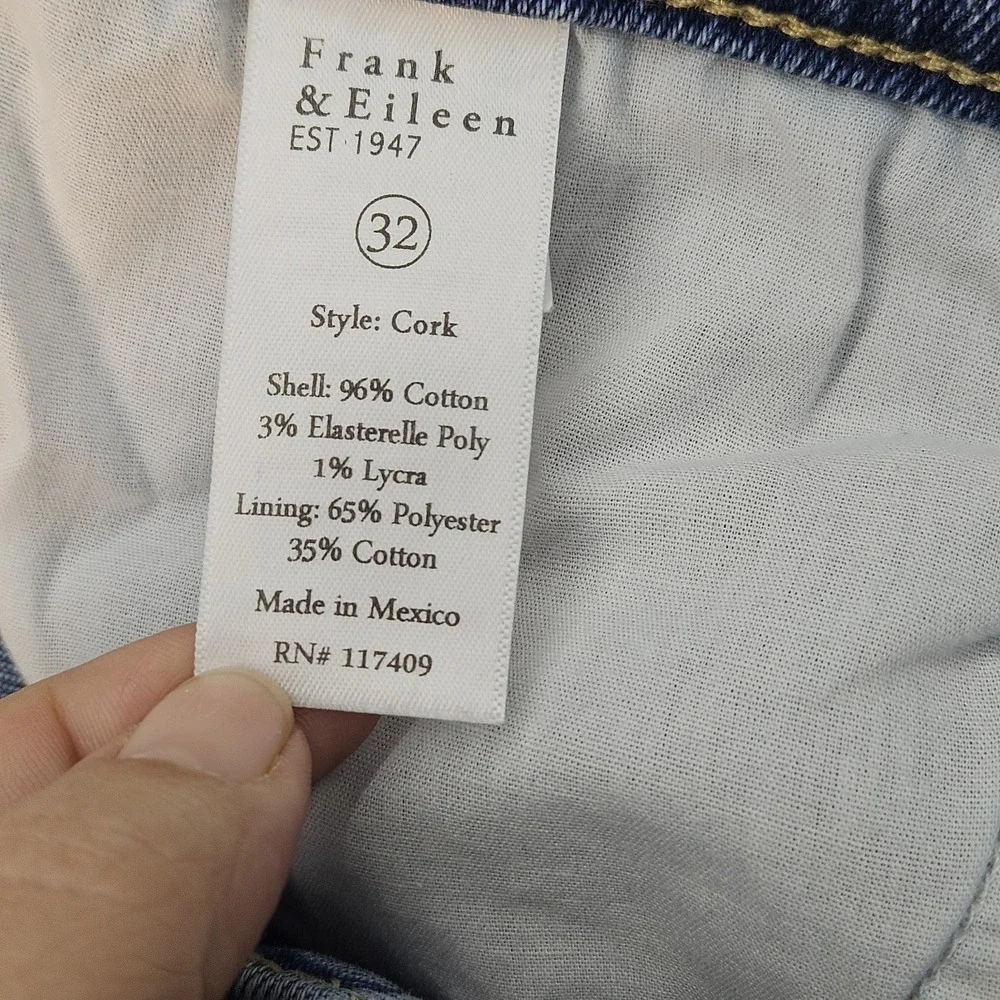 Frank
& Eileen
EST·1947
32
Style: Cork
Shell: 96% Cotton
3% Elasterelle Poly
1% Lycra
Lining: 65% Polyester
35% Cotton
Made in Mexico
RN# 117409